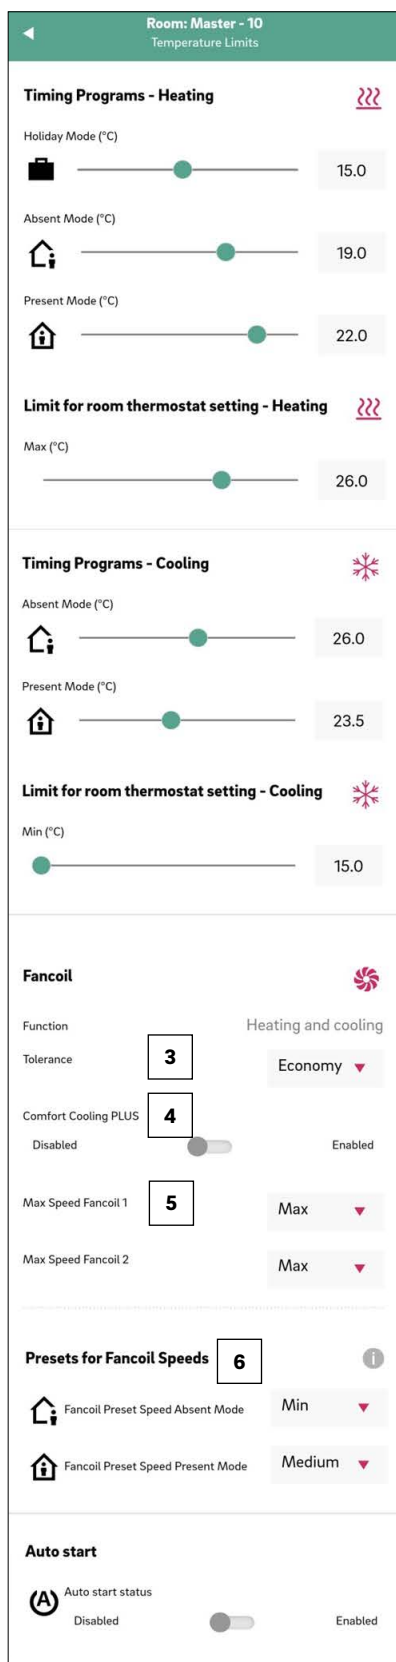 Room: Master - 10
Temperature Limits
Timing Programs - Heating
Holiday Mode (°C)
15.0
Absent Mode (°C)
19.0
Present Mode (°C)
22.0
Limit for room thermostat setting - Heating
Max (°C)
26.0
Timing Programs - Cooling
Absent Mode (°C)
26.0
Present Mode (°C)
23.5
Limit for room thermostat setting - Cooling
Min (°C)
15.0
Fancoil
Function Heating and cooling
Tolerance 3 Economy
Comfort Cooling PLUS 4
Disabled Enabled
Max Speed Fancoil 1 5 Max
Max Speed Fancoil 2 Max
Presets for Fancoil Speeds 6 i
Fancoil Preset Speed Absent Mode Min
Fancoil Preset Speed Present Mode Medium
Auto start
A Auto start status
Disabled Enabled